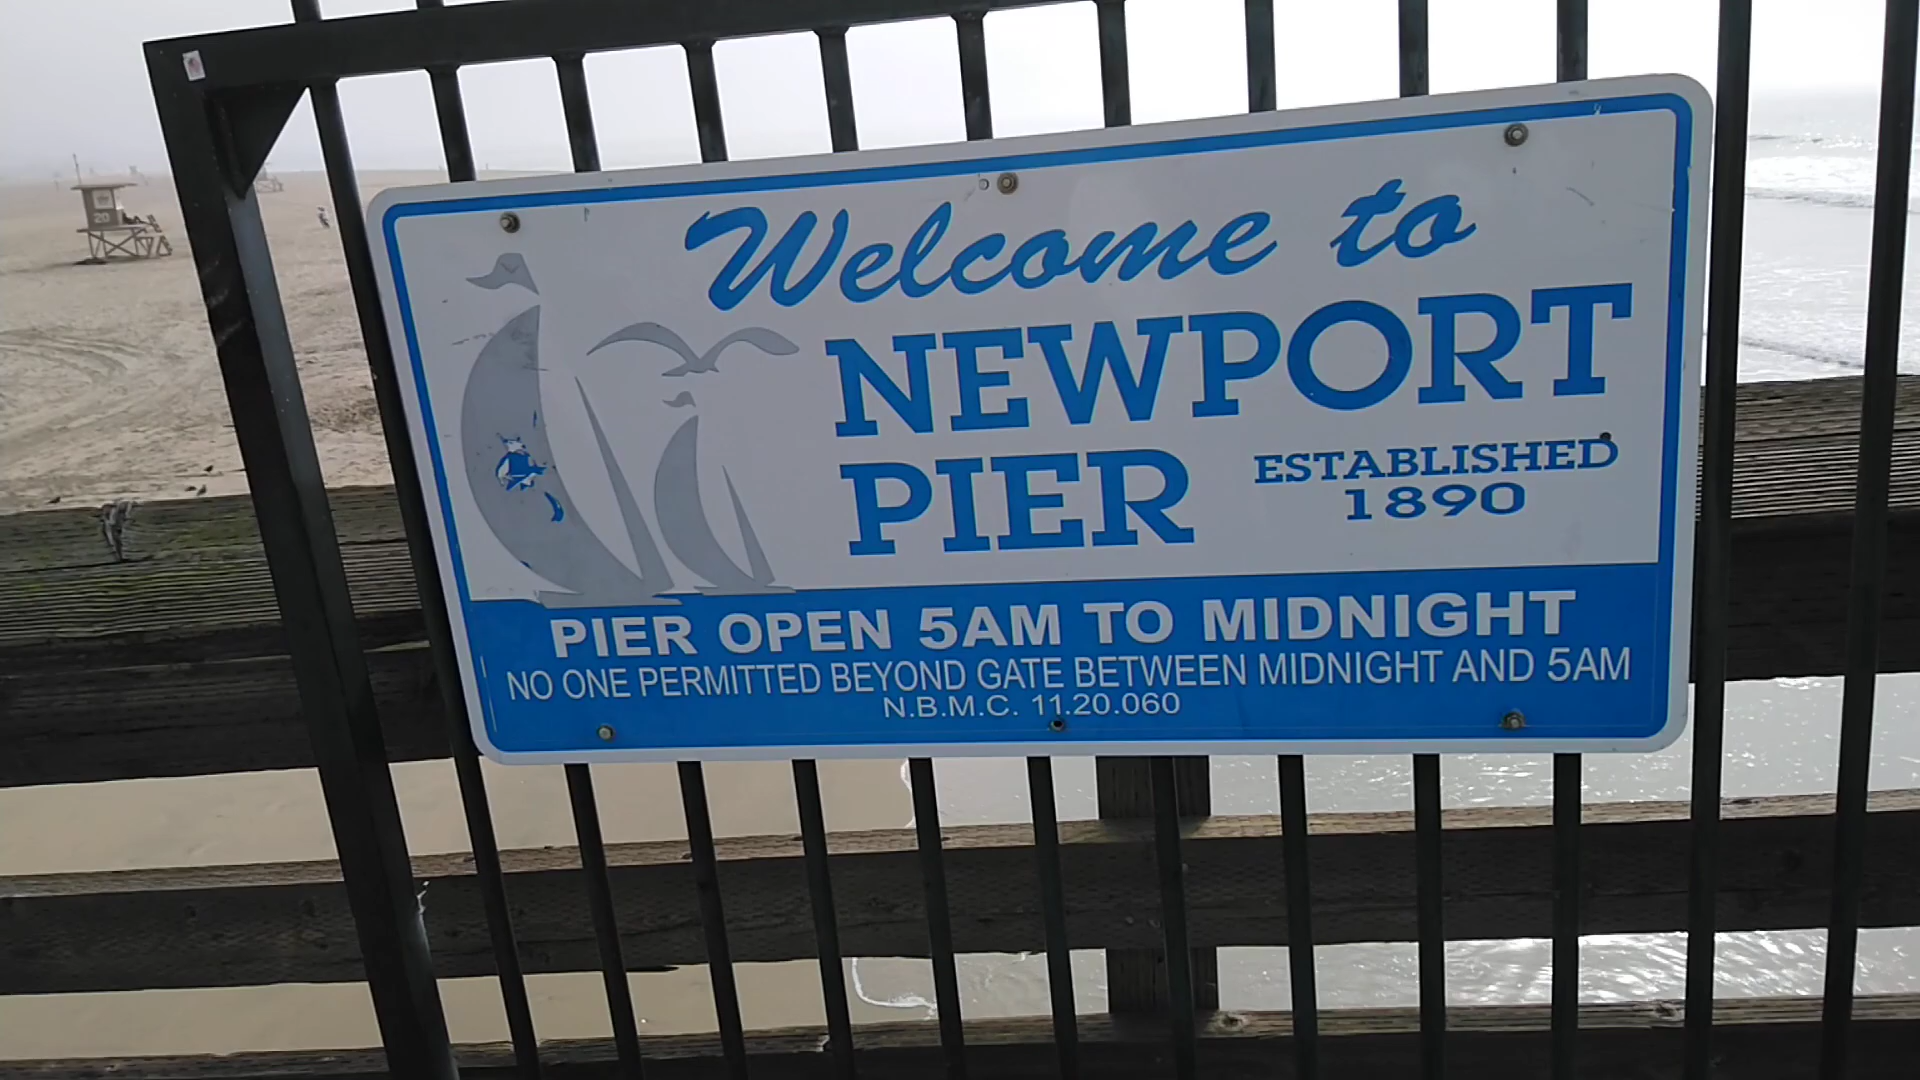 20
Welcome to
NEWPORT
PIER
ESTABLISHED
1890
PIER OPEN 5AM TO MIDNIGHT
NO ONE PERMITTED BEYOND GATE BETWEEN MIDNIGHT AND 5AM
N.B.M.C. 11.20.060